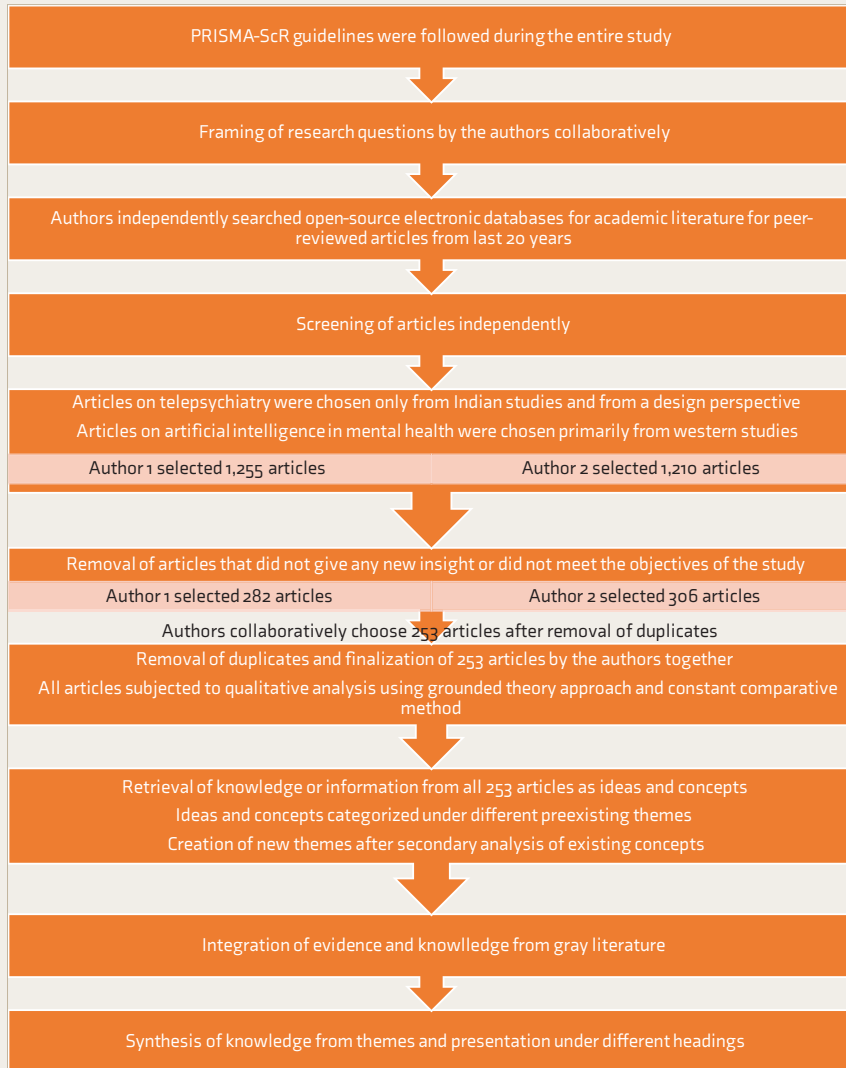 PRISMA-ScR guidelines were followed during the entire study
Framing of research questions by the authors collaboratively
Authors independently searched open-source electronic databases for academic literature for peer-
reviewed articles from last 20 years
Screening of articles independently
Articles on telepsychiatry were chosen only from Indian studies and from a design perspective
Articles on artificial intelligence in mental health were chosen primarily from western studies
Author 1 selected 1,255 articles
Author 2 selected 1,210 articles
Removal of articles that did not give any new insight or did not meet the objectives of the study
Author 1 selected 282 articles
Author 2 selected 306 articles
Authors collaboratively choose 253 articles after removal of duplicates
Removal of duplicates and finalization of 253 articles by the authors together
All articles subjected to qualitative analysis using grounded theory approach and constant comparative
method
Retrieval of knowledge or information from all 253 articles as ideas and concepts
Ideas and concepts categorized under different preexisting themes
Creation of new themes after secondary analysis of existing concepts
Integration of evidence and knowlledge from gray literature
Synthesis of knowledge from themes and presentation under different headings